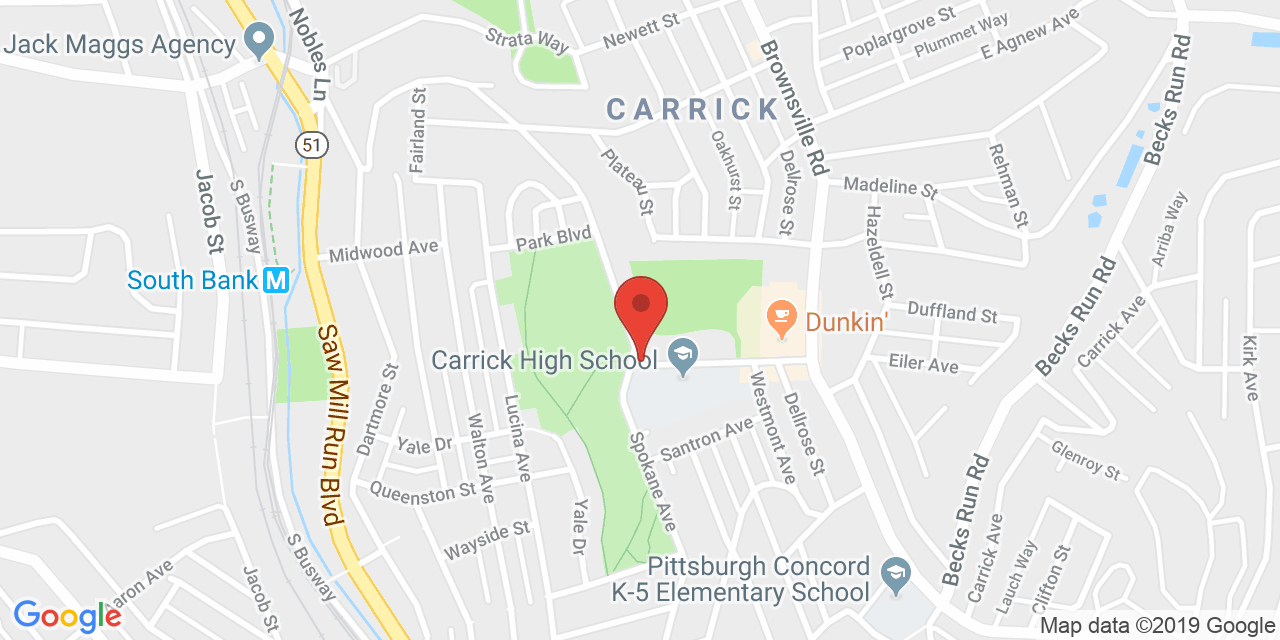 Jack Maggs Agency
Nobles Ln
Strata Way
Newett St
Poplargrove St
Plummet Way
E Agnew Ave
Becks Run Rd
CARRICK
Brownsville Rd
51
Fairland St
Jacob St
S Busway
Plateau St
Oakhurst St
Dellrose St
Madeline St
Rehman St
Hazeldell St
Arriba Way
Midwood Ave
Park Blvd
South Bank
M
Becks Run Rd
Duffland St
Dunkin'
Carrick Ave
Kirk Ave
Saw Mill Run Blvd
Carrick High School
Eiler Ave
Dartmore St
Yale Dr
Walton Ave
Lucina Ave
Spokane Ave
Santron Ave
Westmont Ave
Dellrose St
Glenroy St
Queenston St
Wayside St
Yale Dr
S Busway
Jacob St
Aaron Ave
Pittsburgh Concord
K-5 Elementary School
Becks Run Rd
Carrick Ave
Lauch Way
Clifton St
Google
Map data ©2019 Google